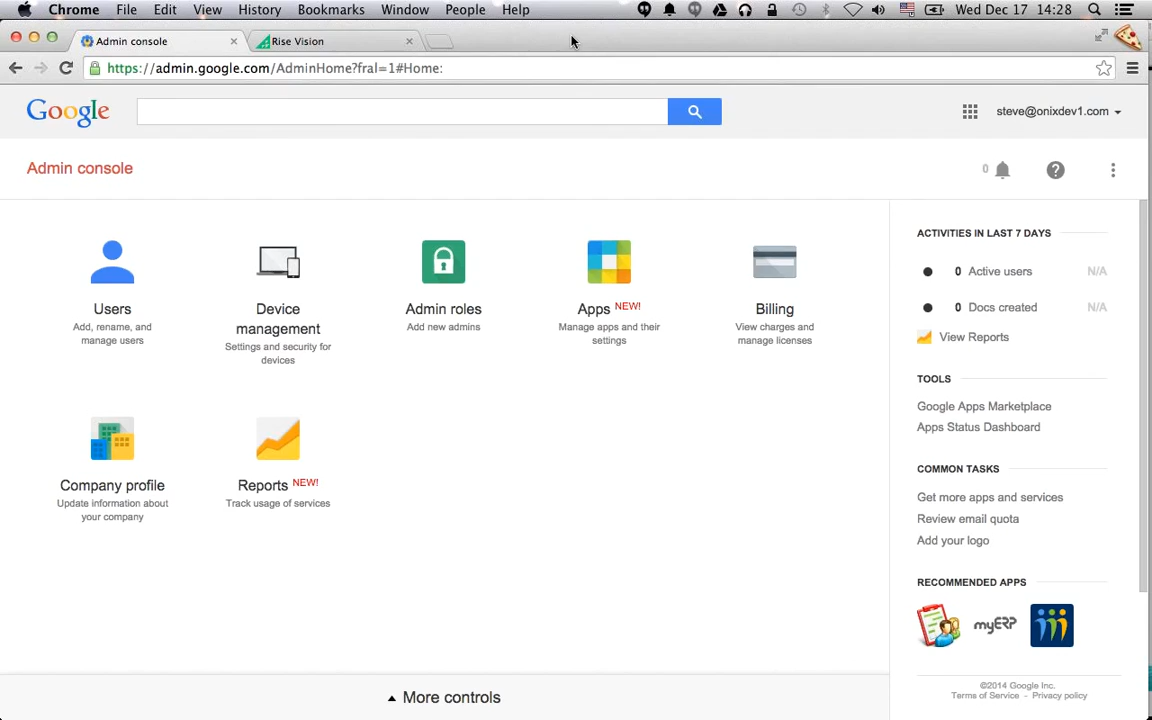 Chrome File Edit View History Bookmarks Window People Help Wed Dec 17 14:28
Admin console Rise Vision
https://admin.google.com/AdminHome?fral=1#Home:
Google steve@onixdev1.com
Admin console 0
Users
Add, rename, and
manage users
Device
management
Settings and security for
devices
Admin roles
Add new admins
Apps NEW!
Manage apps and their
settings
Billing
View charges and
manage licenses
Company profile
Update information about
your company
Reports NEW!
Track usage of services
More controls
ACTIVITIES IN LAST 7 DAYS
0 Active users N/A
0 Docs created N/A
View Reports
TOOLS
Google Apps Marketplace
Apps Status Dashboard
COMMON TASKS
Get more apps and services
Review email quota
Add your logo
RECOMMENDED APPS
myERP
©2014 Google Inc.
Terms of Service - Privacy policy